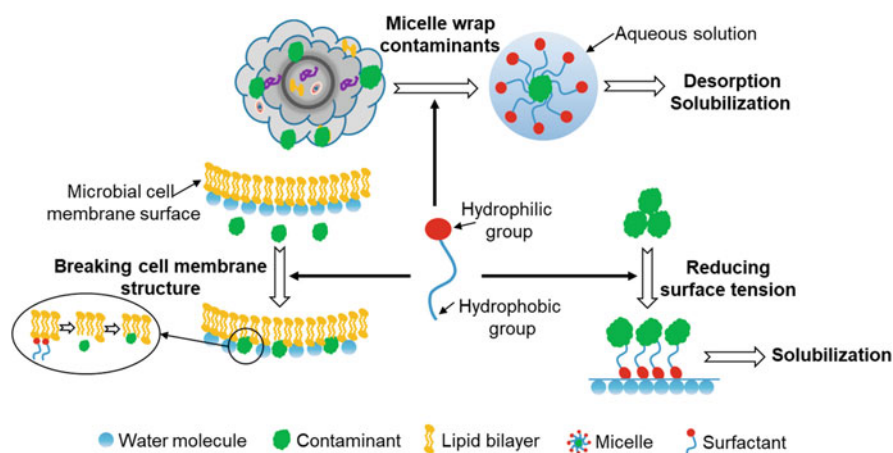 Micelle wrap
contaminants
Aqueous solution
Desorption
Solubilization
Microbial cell
membrane surface
Hydrophilic
group
Breaking cell membrane
structure
Reducing
surface tension
Hydrophobic
group
Solubilization
Water molecule
Contaminant
Lipid bilayer
Micelle
Surfactant